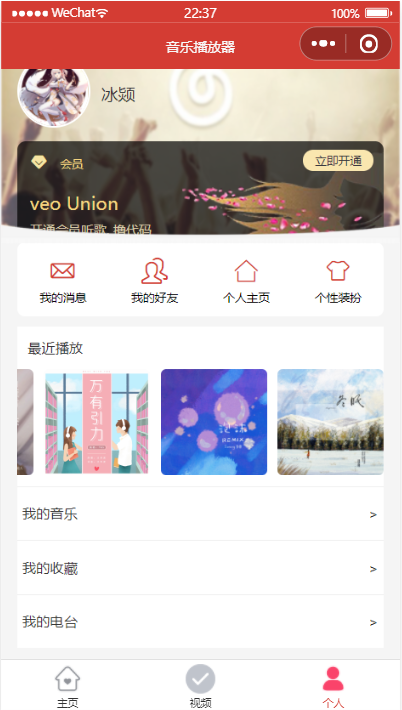 WeChat 22:37 100%
音乐播放器
冰颖
会员 立即开通
veo Union
开通会员听歌, 撸代码
我的消息 我的好友 个人主页 个性装扮
最近播放
万有引力
我的音乐 >
我的收藏 >
我的电台 >
主页 视频 个人